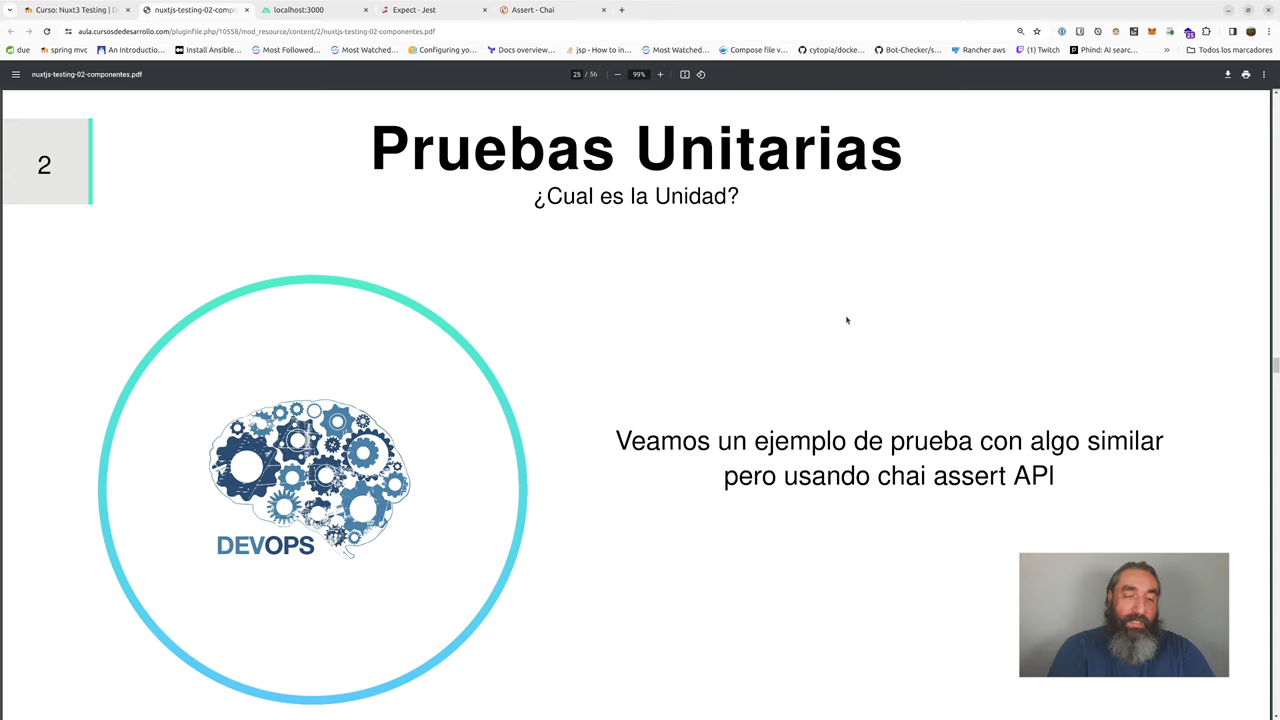 Curso: Nuxt3 Testing | D
nuxtjs-testing-02-compo
localhost:3000
Expect · Jest
Assert - Chai
aula.cursosdedesarrollo.com/pluginfile.php/10558/mod_resource/content/2/nuxtjs-testing-02-componentes.pdf
due
spring mvc
An Introductio...
Install Ansible...
Most Followed...
Most Watched...
Configuring yo...
Docs overview...
jsp - How to in...
Most Watched...
Compose file v...
cytopia/docke...
Bot-Checker/s...
Rancher aws
(1) Twitch
Phind: AI searc...
»
Todos los marcadores
nuxtjs-testing-02-componentes.pdf
25 / 56
99%
2
Pruebas Unitarias
¿Cual es la Unidad?
Veamos un ejemplo de prueba con algo similar
pero usando chai assert API
DEVOPS